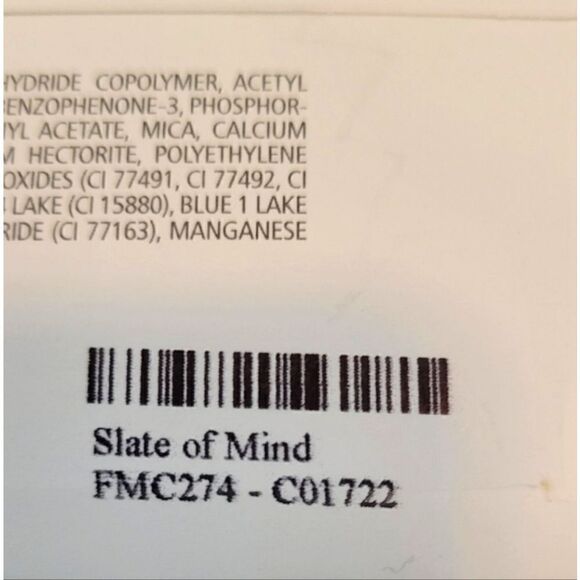 HYDRIDE COPOLYMER, ACETYL
BENZOPHENONE-3, PHOSPHOR-
YL ACETATE, MICA, CALCIUM
M HECTORITE, POLYETHYLENE
OXIDES (CI 77491, CI 77492, CI
LAKE (CI 15880), BLUE 1 LAKE
RIDE (CI 77163), MANGANESE
Slate of Mind
FMC274 - C01722